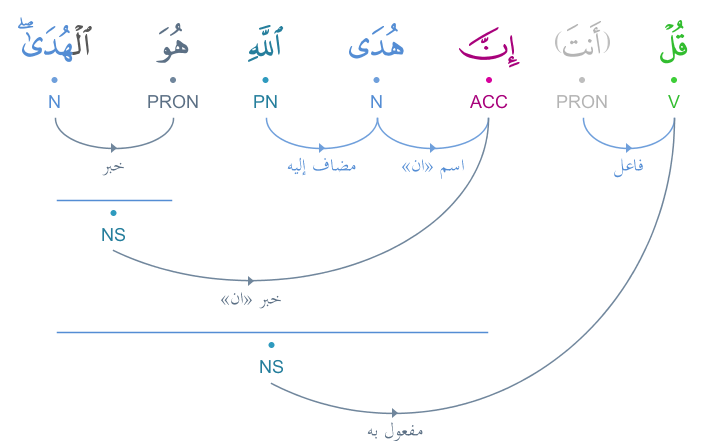 قُلْ (أَنتَ) إِنَّ هُدَى ٱللَّهِ هُوَ ٱلْهُدَىٰ ۖ
V PRON ACC N PN PRON N
فاعل اسم «ان» مضاف إليه خبر
NS
خبر «ان»
NS
مفعول به